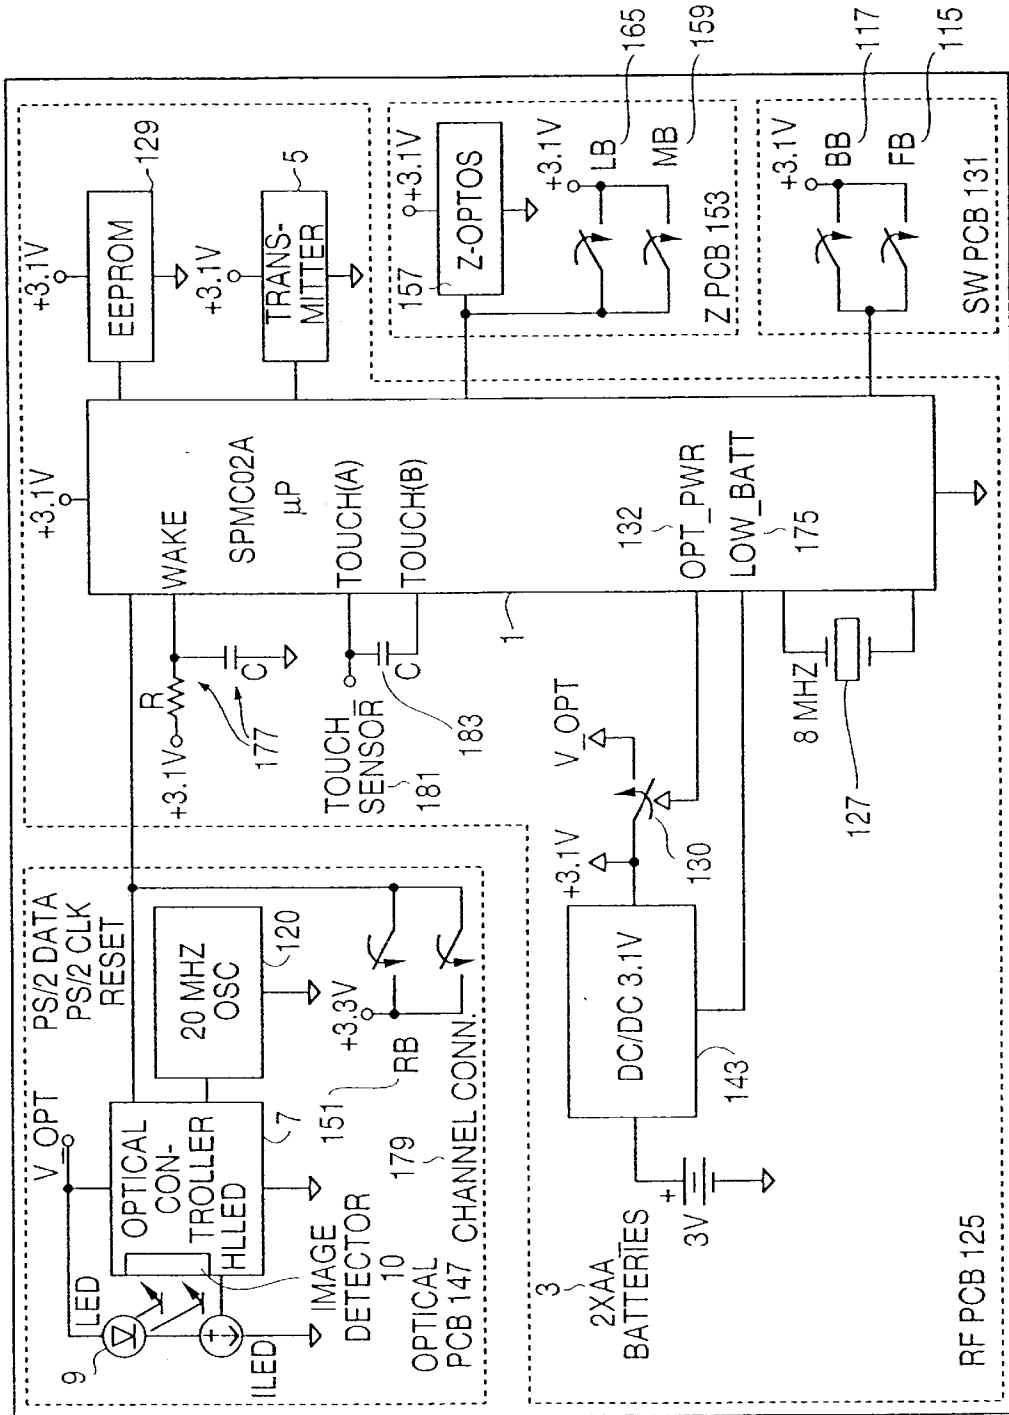 PS/2 DATA
PS/2 CLK
RESET
V_OPT
LED
9
OPTICAL
CON-
TROLLER
HLLED
7
20 MHZ
OSC
120
ILED
IMAGE
DETECTOR
10
OPTICAL
PCB 147
+3.3V
RB
151
CHANNEL CONN.
179
+3.1V
R
C
177
TOUCH_
SENSOR
181
C
183
+3.1V
WAKE
SPMC02A
µP
TOUCH(A)
TOUCH(B)
1
132
OPT_PWR
LOW_BATT
175
+3.1V
EEPROM
129
+3.1V
TRANS-
MITTER
5
+3.1V
Z-OPTOS
157
+3.1V
LB
165
MB
159
Z PCB 153
+3.1V
BB
117
FB
115
SW PCB 131
3
2XAA
BATTERIES
+
3V
DC/DC 3.1V
143
+3.1V
V_OPT
130
8 MHZ
127
RF PCB 125